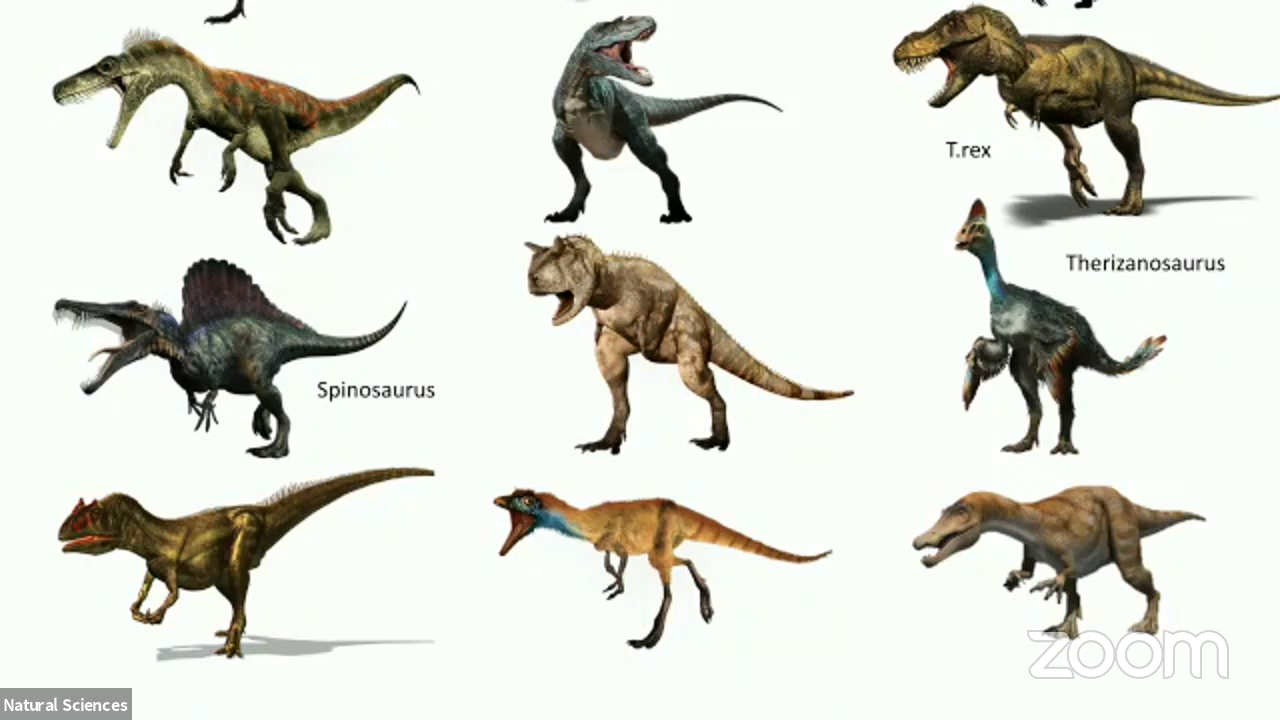 T.rex
Therizanosaurus
Spinosaurus
zoom
Natural Sciences